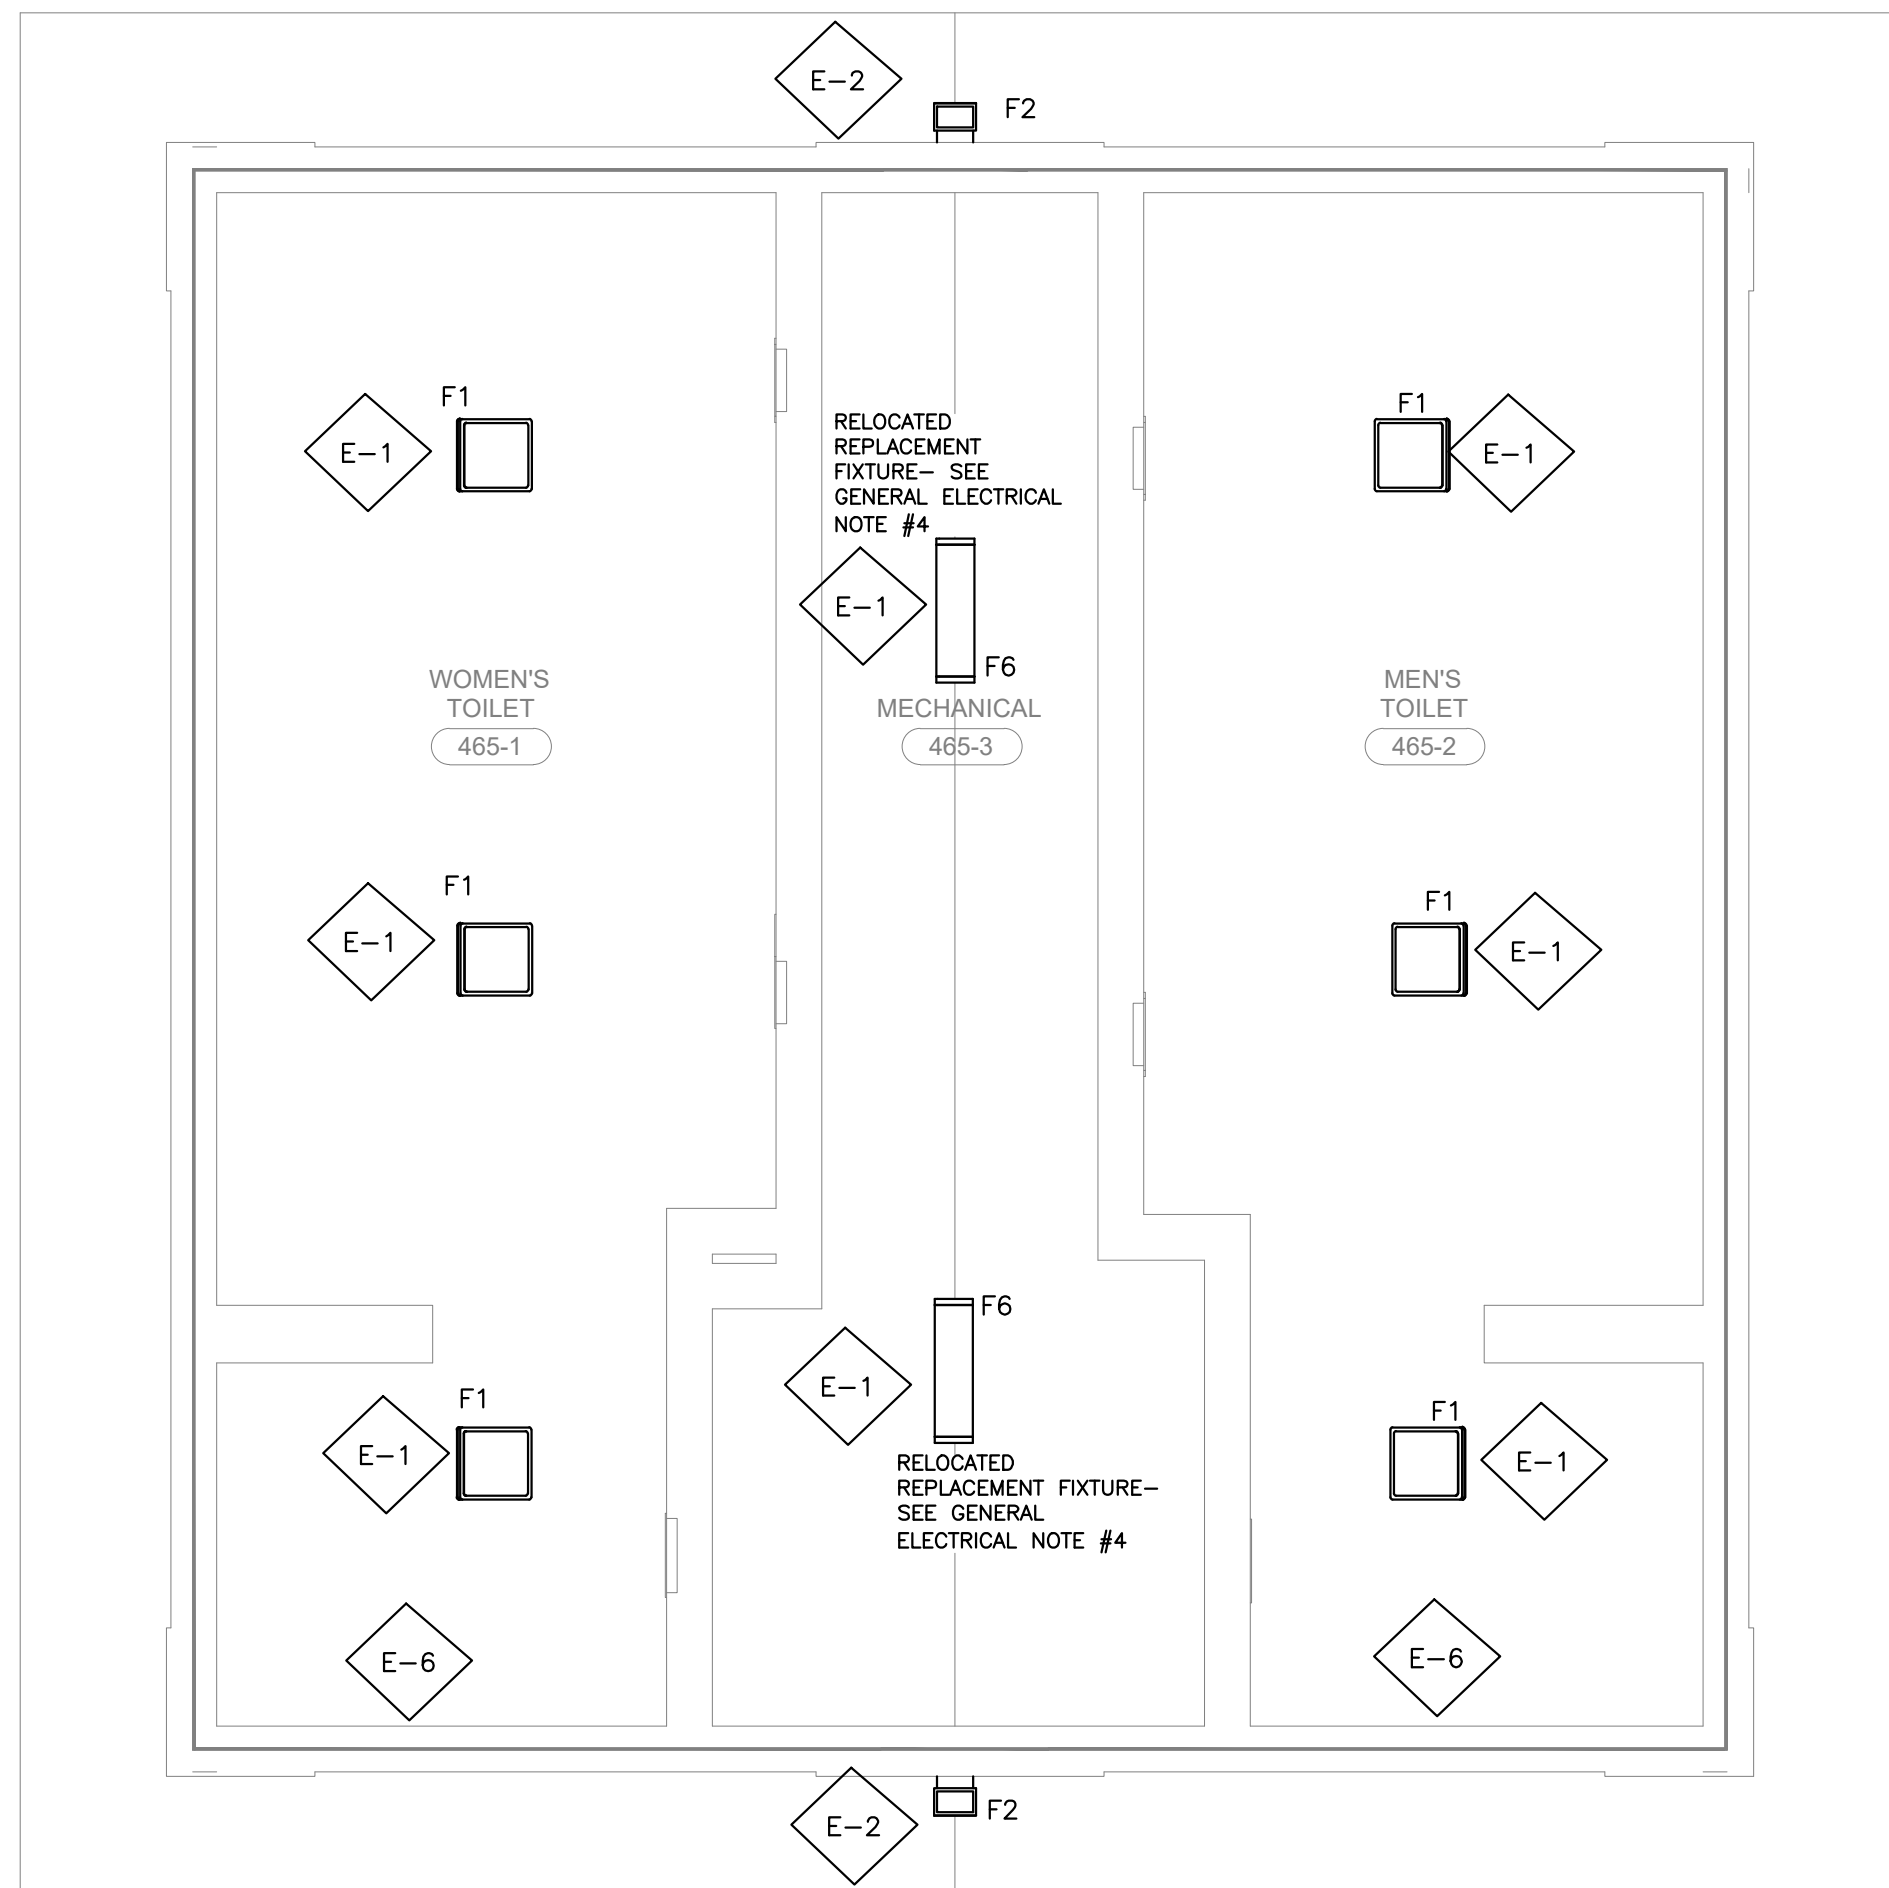 E-2
F2
F1
E-1
F1
E-1
RELOCATED
REPLACEMENT
FIXTURE- SEE
GENERAL ELECTRICAL
NOTE #4
E-1
F6
WOMEN'S
TOILET
465-1
MECHANICAL
465-3
MEN'S
TOILET
465-2
F1
E-1
F1
E-1
F6
E-1
RELOCATED
REPLACEMENT FIXTURE-
SEE GENERAL
ELECTRICAL NOTE #4
F1
E-1
F1
E-1
E-6
E-6
E-2
F2